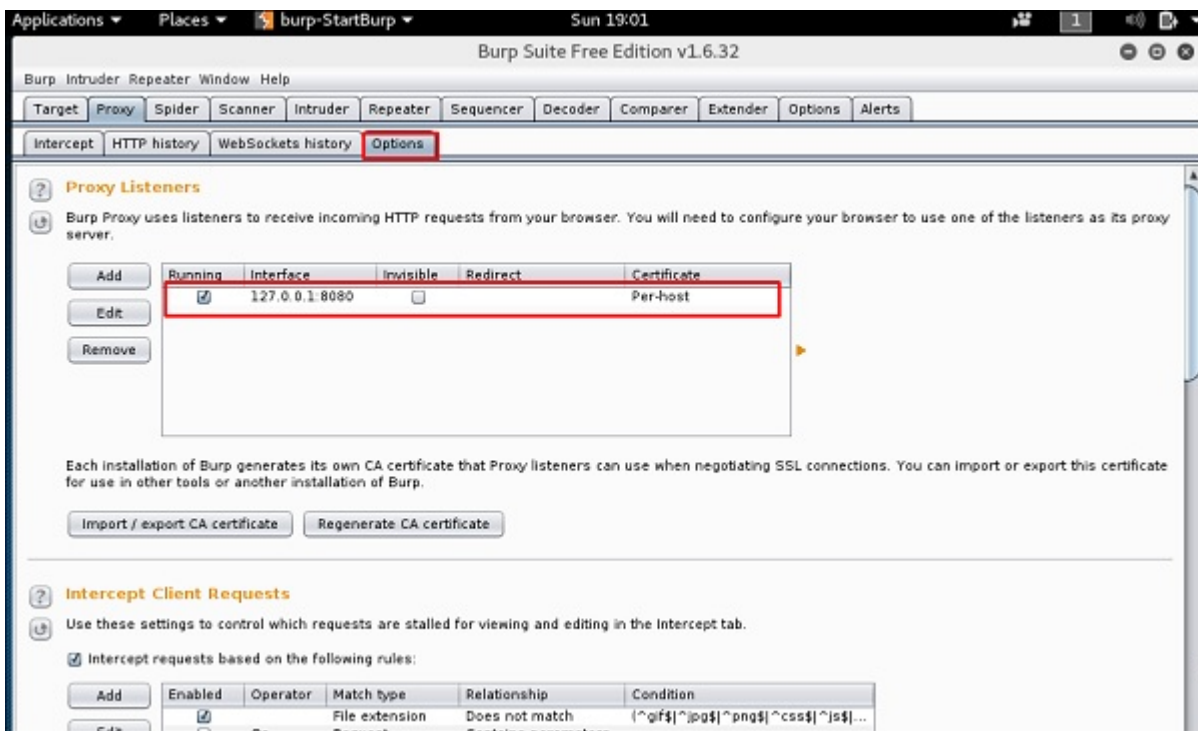 Applications Places burp-StartBurp Sun 19:01 1
Burp Suite Free Edition v1.6.32
Burp Intruder Repeater Window Help
Target Proxy Spider Scanner Intruder Repeater Sequencer Decoder Comparer Extender Options Alerts
Intercept HTTP history WebSockets history Options
? Proxy Listeners
Burp Proxy uses listeners to receive incoming HTTP requests from your browser. You will need to configure your browser to use one of the listeners as its proxy
server.
Add Running Interface Invisible Redirect Certificate
127.0.0.1:8080 Per-host
Edit
Remove
Each installation of Burp generates its own CA certificate that Proxy listeners can use when negotiating SSL connections. You can import or export this certificate
for use in other tools or another installation of Burp.
Import / export CA certificate Regenerate CA certificate
? Intercept Client Requests
Use these settings to control which requests are stalled for viewing and editing in the Intercept tab.
Intercept requests based on the following rules:
Add Enabled Operator Match type Relationship Condition
File extension Does not match (^gif$|^jpg$|^png$|^css$|^js$|...
Edit Or Request Contains parameters